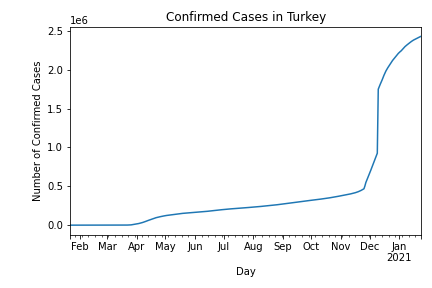 Confirmed Cases in Turkey
1e6
2.5
2.0
1.5
1.0
0.5
0.0
Number of Confirmed Cases
Feb Mar Apr May Jun Jul Aug Sep Oct Nov Dec Jan
2021
Day